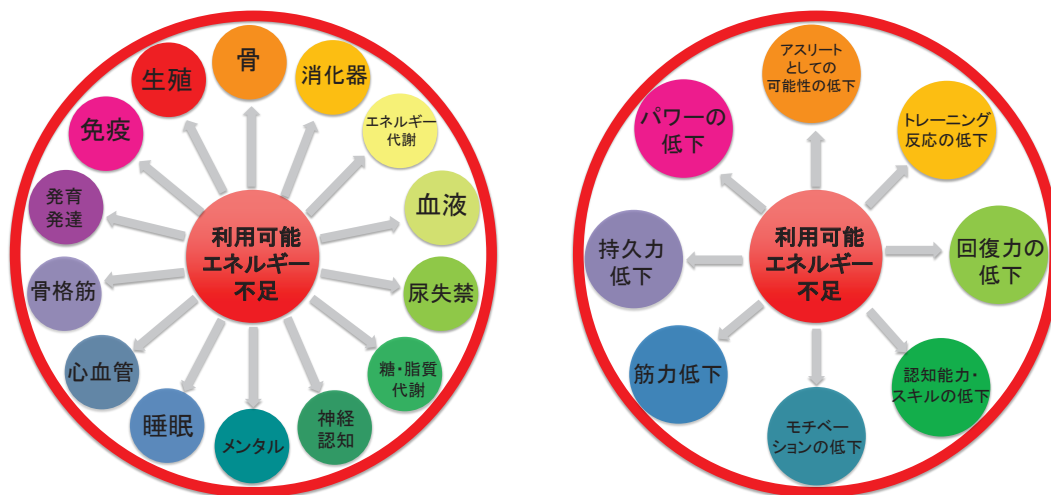 骨
消化器
エネルギー
代謝
血液
尿失禁
糖・脂質
代謝
神経
認知
メンタル
睡眠
心血管
骨格筋
発育
発達
免疫
生殖
利用可能
エネルギー
不足
アスリート
としての
可能性の低下
トレーニング
反応の低下
回復力の
低下
認知能力・
スキルの低下
モチベー
ションの低下
筋力低下
持久力
低下
パワーの
低下
利用可能
エネルギー
不足